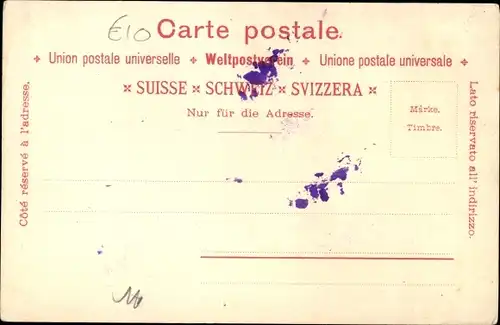 E10
Carte postale.
✦ Union postale universelle ✦ Weltpostverein ✦ Unione postale universale ✦
× SUISSE × SCHWEIZ × SVIZZERA ×
Nur für die Adresse.
Marke.
Timbre.
Côté réservé à l'adresse.
Lato riservato all' indirizzo.